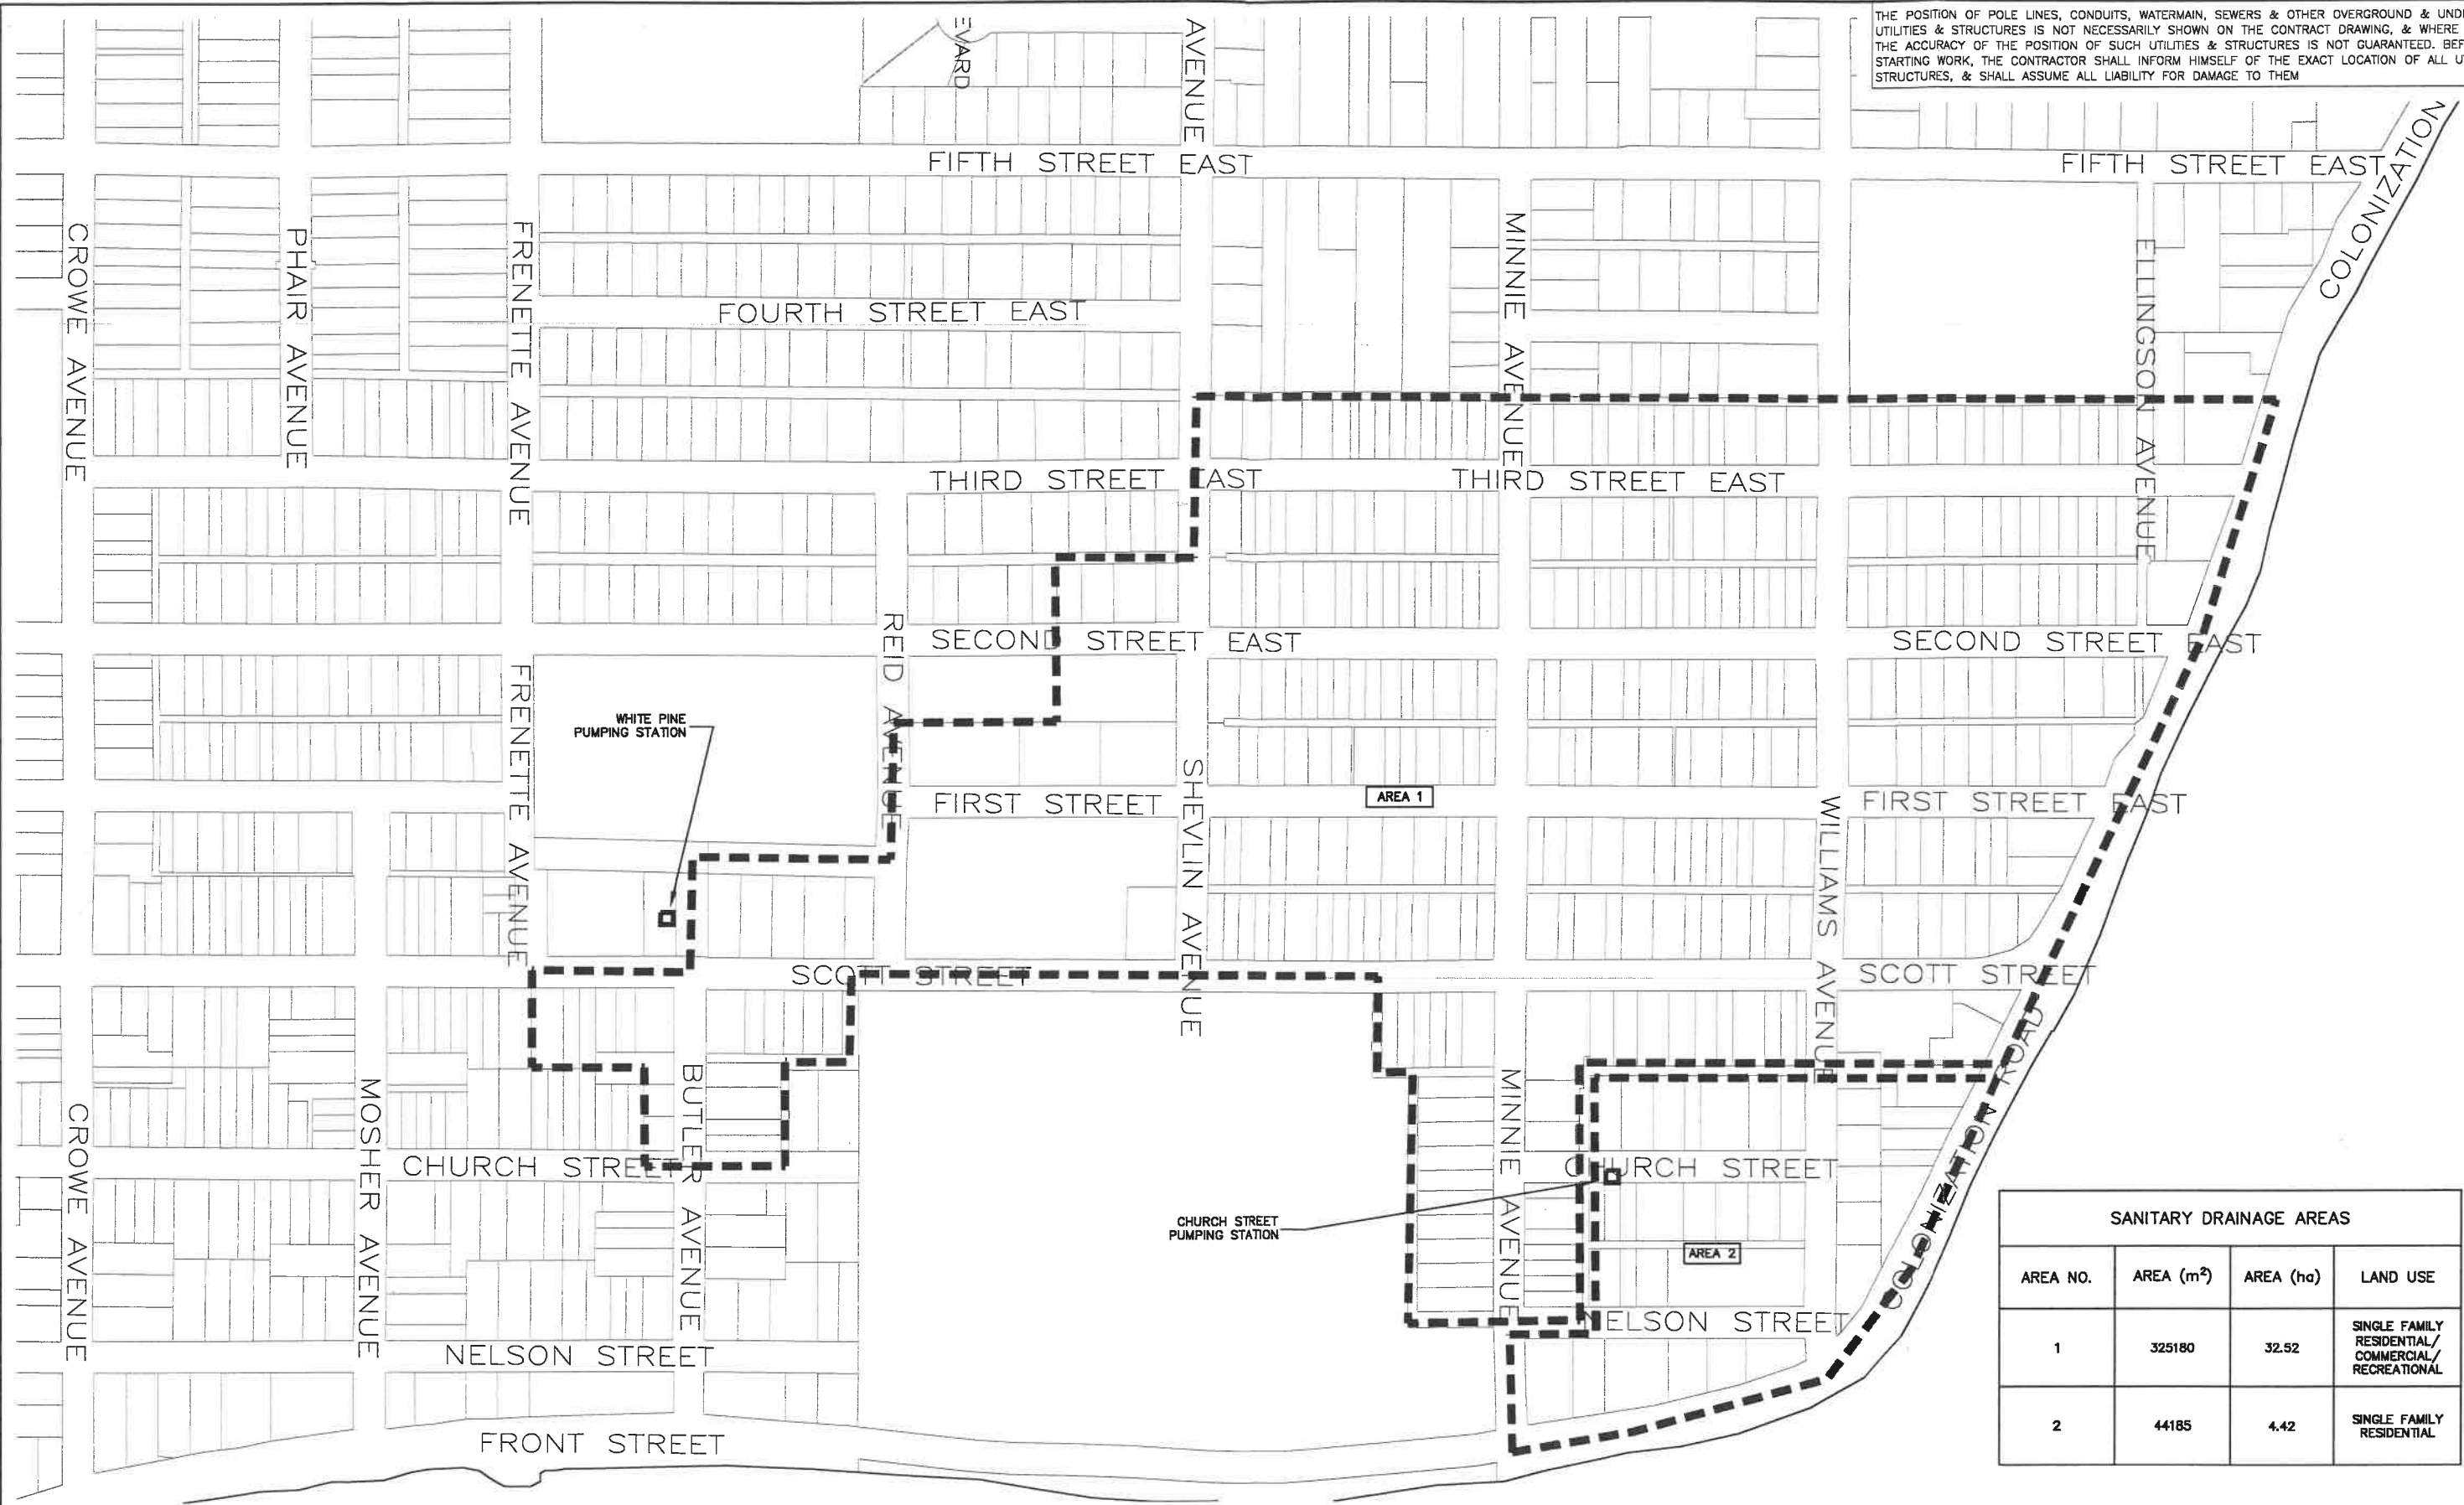 THE POSITION OF POLE LINES, CONDUITS, WATERMAIN, SEWERS & OTHER OVERGROUND &
UTILITIES & STRUCTURES IS NOT NECESSARILY SHOWN ON THE CONTRACT DRAWING, & WHERE
THE ACCURACY OF THE POSITION OF SUCH UTILITIES & STRUCTURES IS NOT GUARANTEED.
STARTING WORK, THE CONTRACTOR SHALL INFORM HIMSELF OF THE EXACT LOCATION OF ALL
STRUCTURES, & SHALL ASSUME ALL LIABILITY FOR DAMAGE TO THEM
EVARD
AVENUE
FIFTH STREET EAST
FIFTH STREET EAST
COLONIZATION
CROWE AVENUE
PHAIR AVENUE
FRENETTE AVENUE
MINNIE AVENUE
ELLINGSON AVENUE
FOURTH STREET EAST
THIRD STREET EAST
THIRD STREET EAST
REID AVENUE
SECOND STREET EAST
SECOND STREET EAST
FRENETTE AVENUE
WHITE PINE
PUMPING STATION
SHEVLIN AVENUE
FIRST STREET
AREA 1
WILLIAMS AVENUE
FIRST STREET EAST
SCOTT STREET
SCOTT STREET
COLONIZATION ROAD
CROWE AVENUE
MOSHER AVENUE
BUTLER AVENUE
MINNIE AVENUE
CHURCH STREET
CHURCH STREET
CHURCH STREET
PUMPING STATION
AREA 2
NELSON STREET
NELSON STREET
FRONT STREET
SANITARY DRAINAGE AREAS
AREA NO. AREA (m²) AREA (ha) LAND USE
1 325180 32.52 SINGLE FAMILY
RESIDENTIAL/
COMMERCIAL/
RECREATIONAL
2 44185 4.42 SINGLE FAMILY
RESIDENTIAL